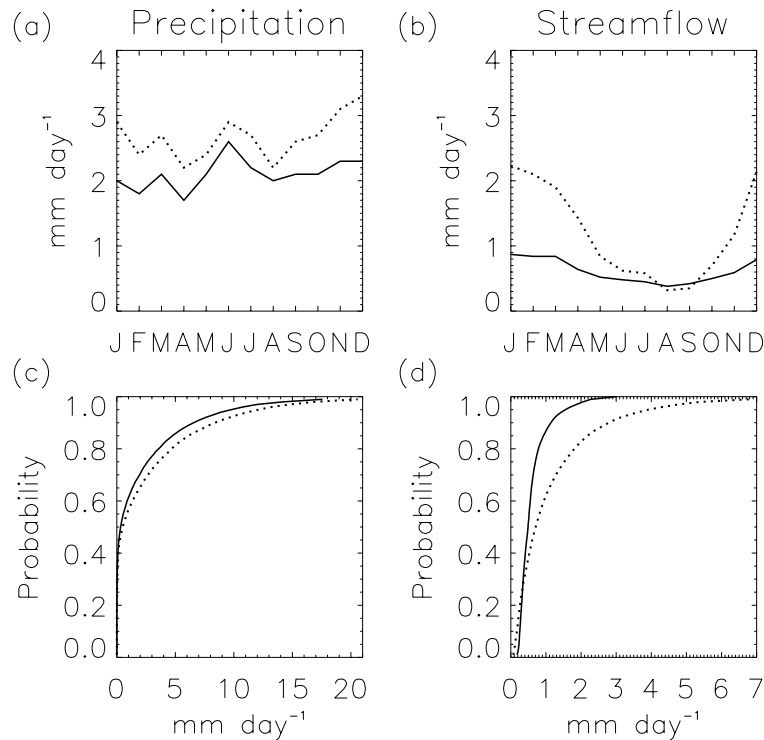 (a) Precipitation
4
3
2
1
0
mm day⁻¹
J F M A M J J A S O N D
(b) Streamflow
4
3
2
1
0
mm day⁻¹
J F M A M J J A S O N D
(c)
1.0
0.8
0.6
0.4
0.2
0.0
Probability
0 5 10 15 20
mm day⁻¹
(d)
1.0
0.8
0.6
0.4
0.2
0.0
Probability
0 1 2 3 4 5 6 7
mm day⁻¹